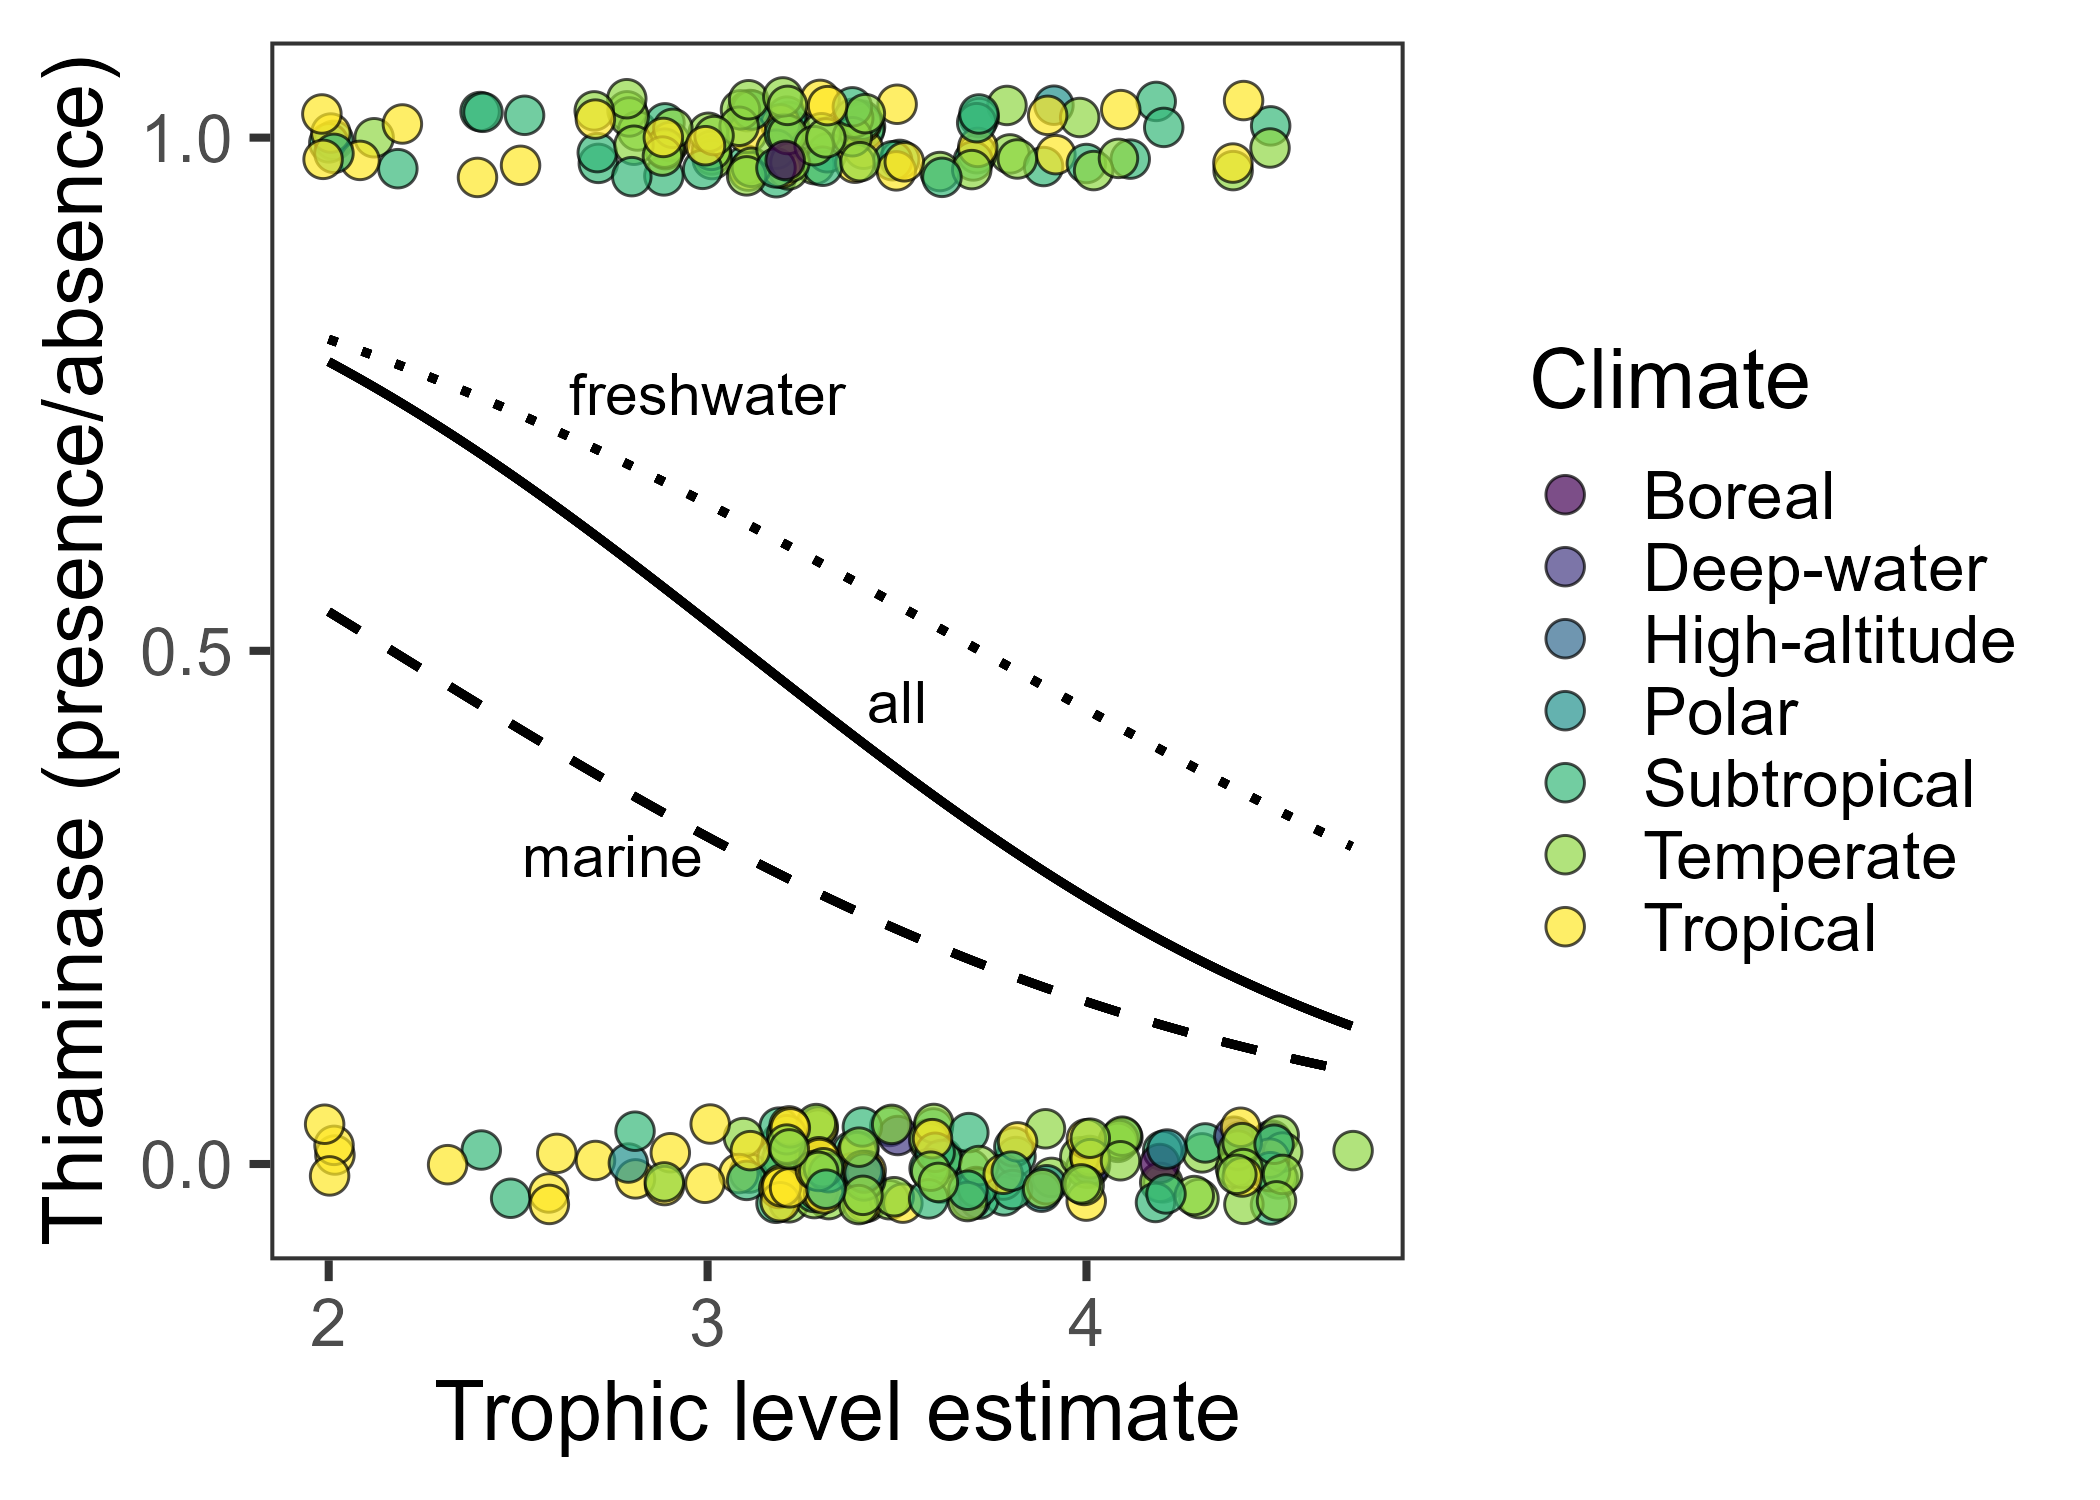 Thiaminase (presence/absence)
1.0
0.5
0.0
freshwater
all
marine
2 3 4
Trophic level estimate
Climate
Boreal
Deep-water
High-altitude
Polar
Subtropical
Temperate
Tropical